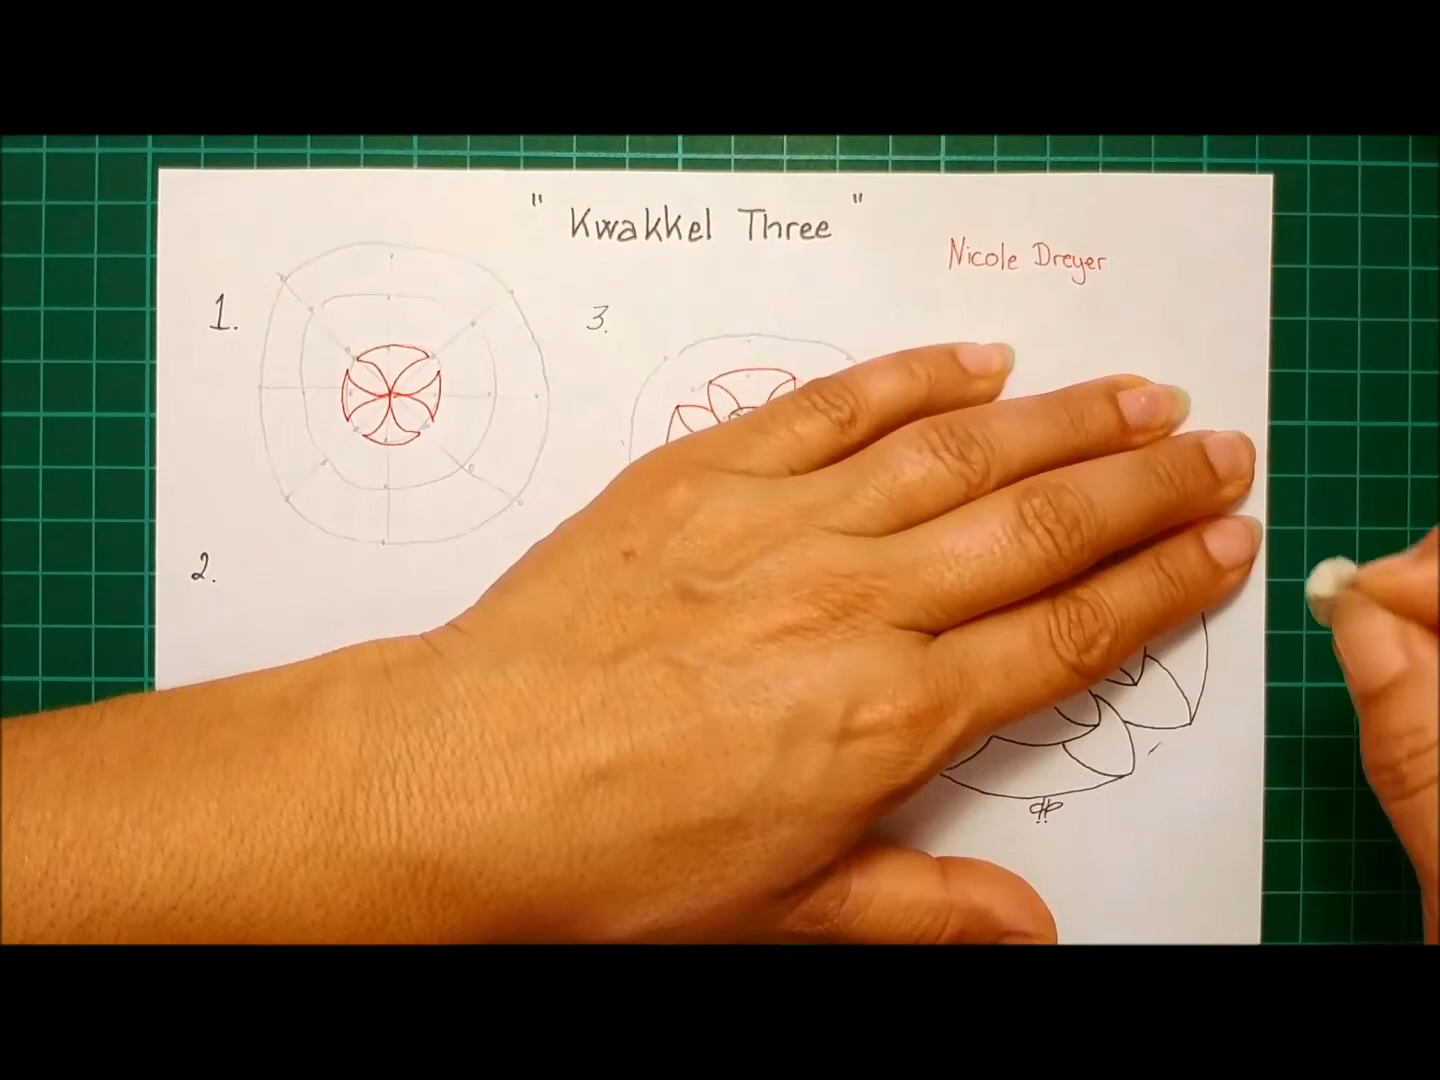 " Kwakkel Three "
Nicole Dreyer
1.
3.
2.